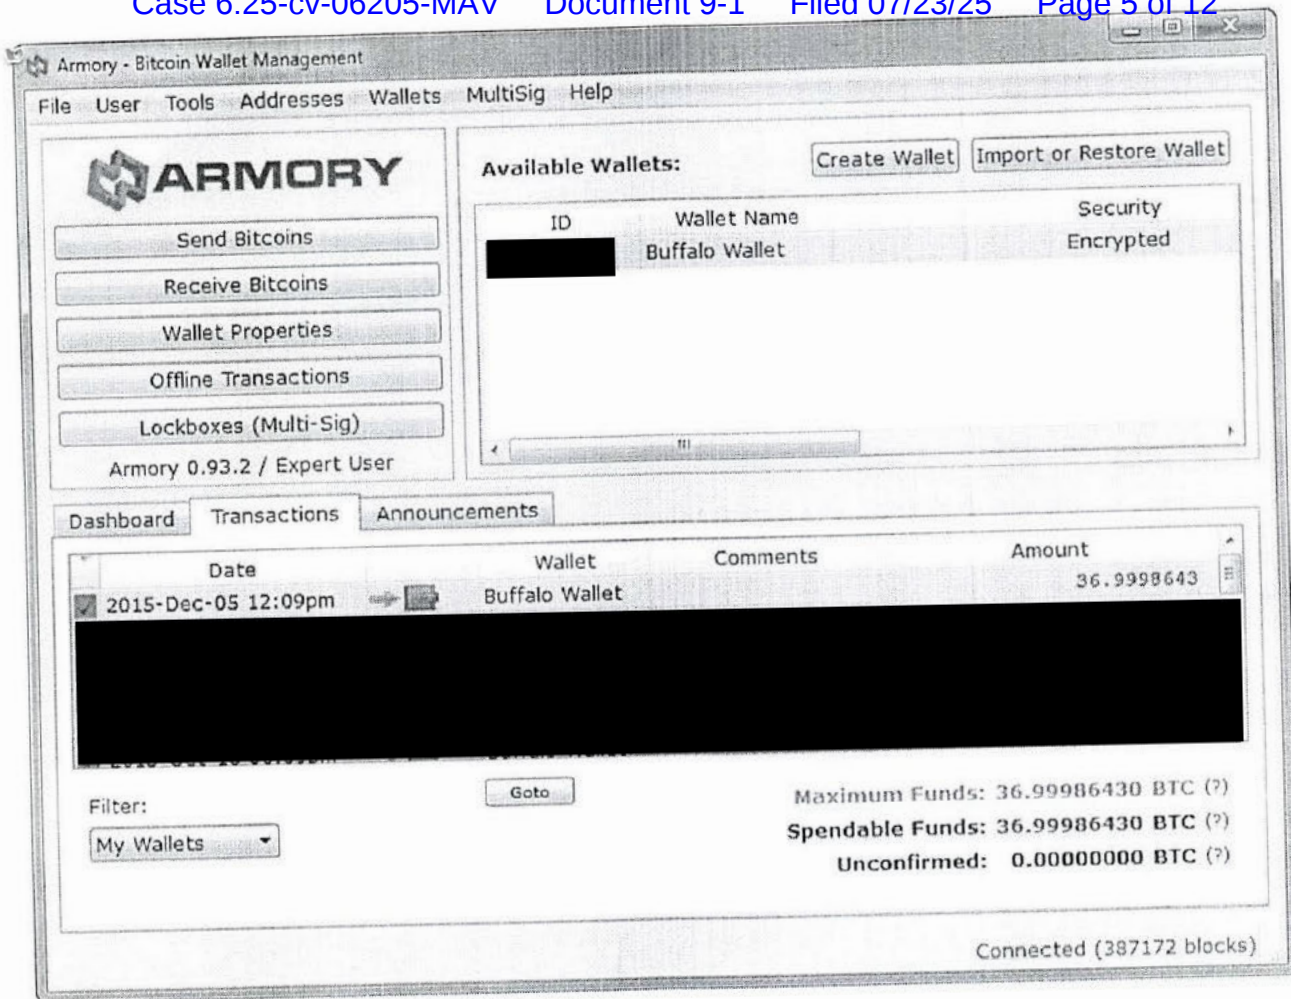 Case 6:25-cv-06205-MAV Document 9-1 Filed 07/23/25 Page 5 of 12
Armory - Bitcoin Wallet Management
File User Tools Addresses Wallets MultiSig Help
ARMORY
Send Bitcoins
Receive Bitcoins
Wallet Properties
Offline Transactions
Lockboxes (Multi-Sig)
Armory 0.93.2 / Expert User
Available Wallets:
Create Wallet
Import or Restore Wallet
ID Wallet Name Security
Buffalo Wallet Encrypted
Dashboard Transactions Announcements
Date Wallet Comments Amount
2015-Dec-05 12:09pm Buffalo Wallet 36.9998643
Filter:
My Wallets
Goto
Maximum Funds: 36.99986430 BTC (?)
Spendable Funds: 36.99986430 BTC (?)
Unconfirmed: 0.00000000 BTC (?)
Connected (387172 blocks)